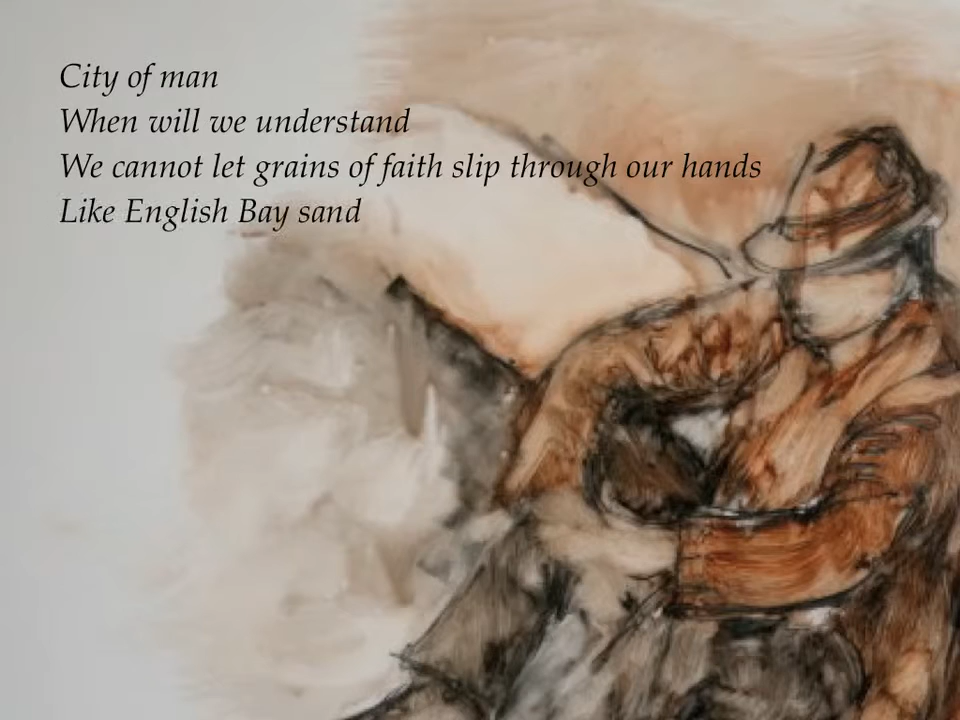 City of man
When will we understand
We cannot let grains of faith slip through our hands
Like English Bay sand